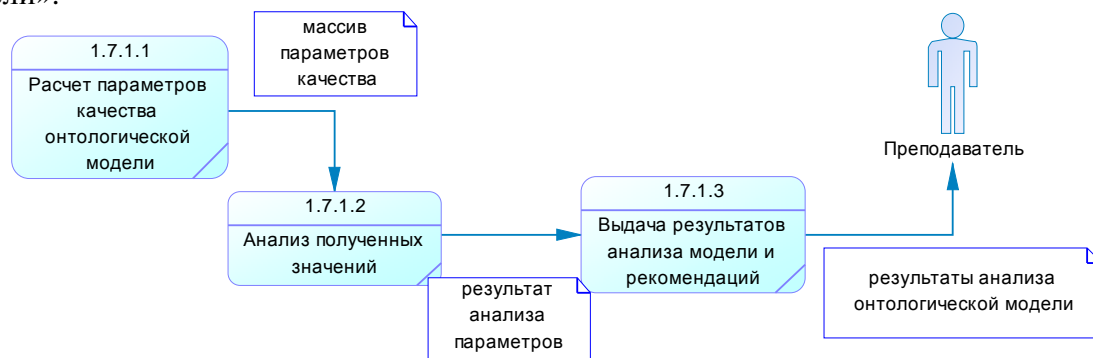 1.7.1.1
Расчет параметров
качества
онтологической
модели
массив
параметров
качества
Преподаватель
1.7.1.2
Анализ полученных
значений
1.7.1.3
Выдача результатов
анализа модели и
рекомендаций
результат
анализа
параметров
результаты анализа
онтологической модели